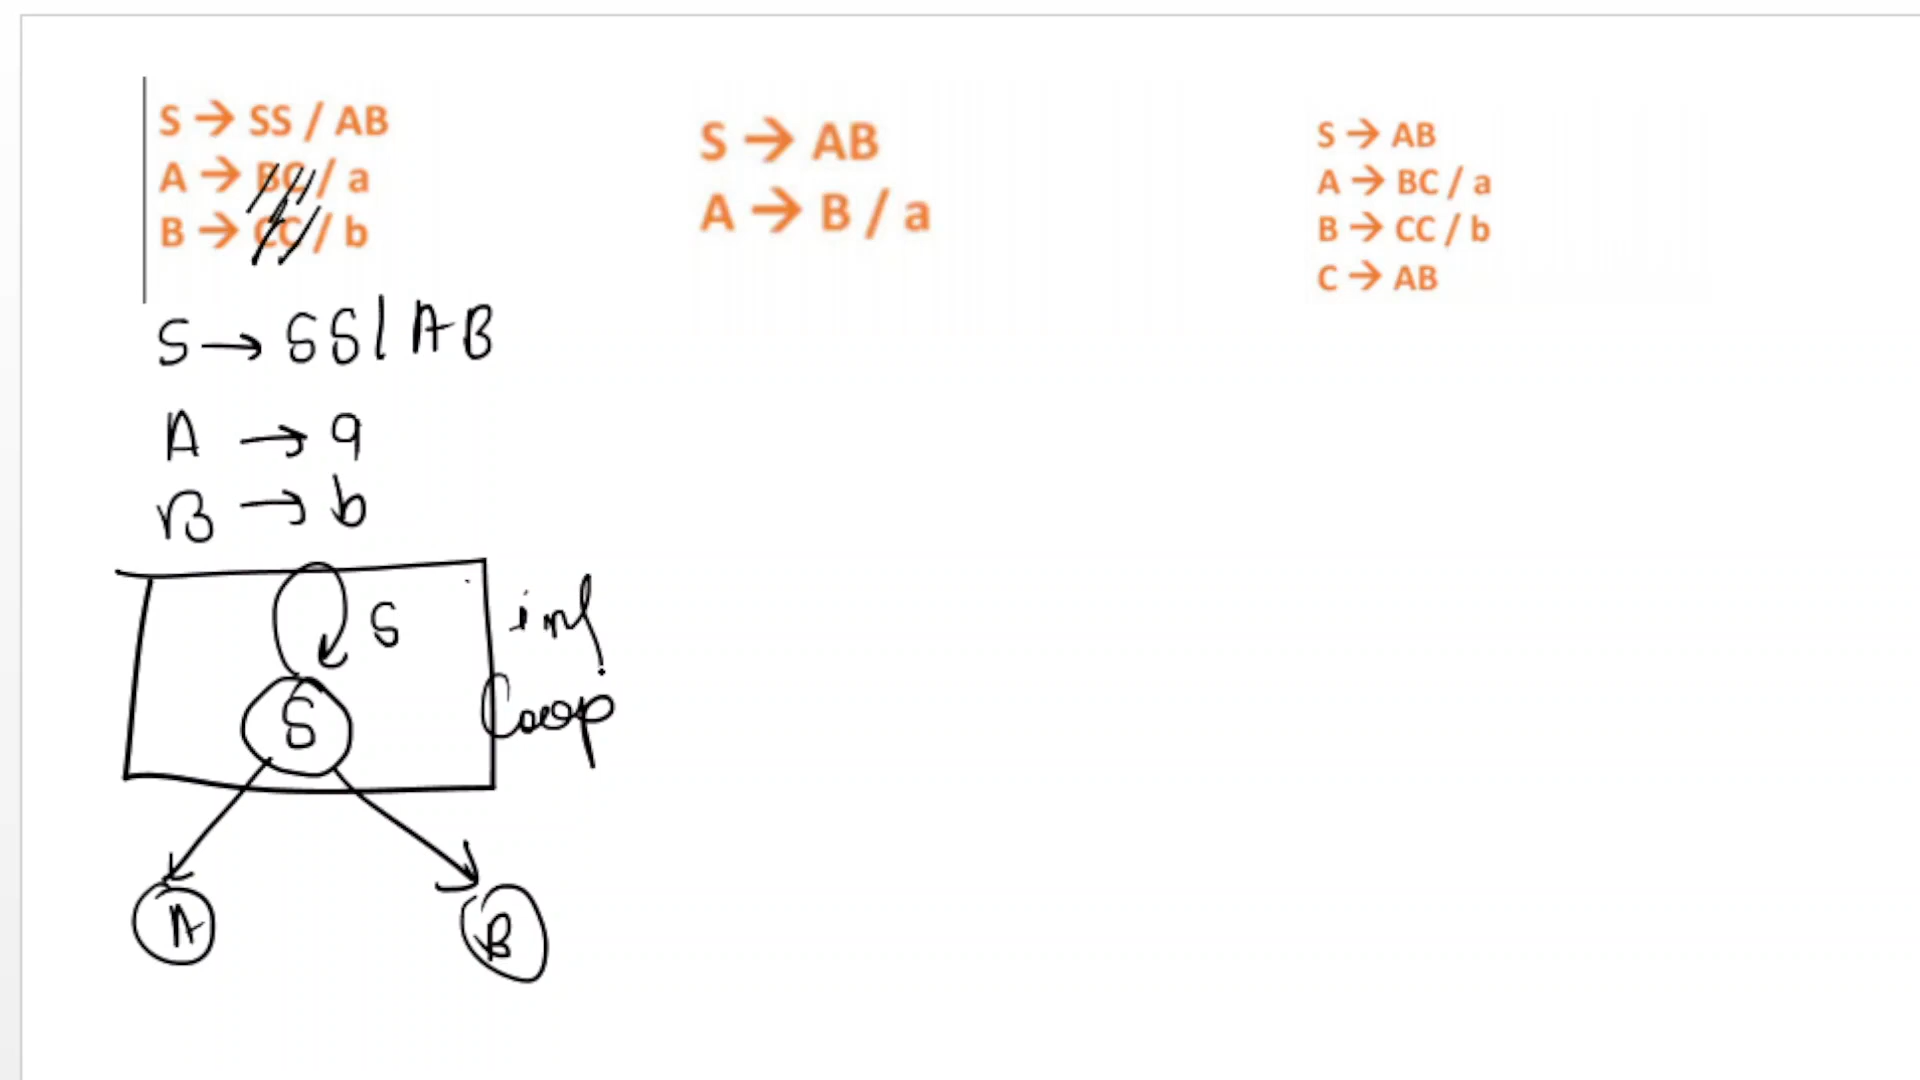 S → SS / AB
A → BC / a
B → CC / b
S → SS | AB
A → a
B → b
S
inf
Loop
S
A
B
S → AB
A → B / a
S → AB
A → BC / a
B → CC / b
C → AB